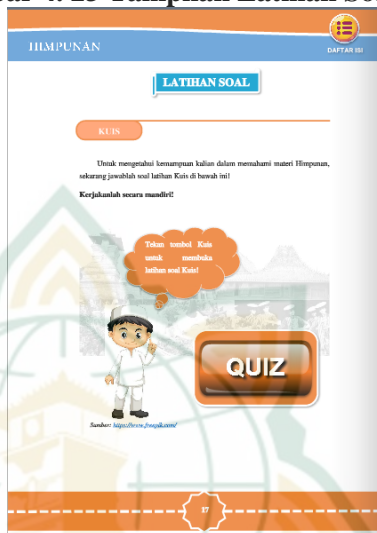 HIMPUNAN
DAFTAR ISI
LATIHAN SOAL
KUIS
Untuk mengetahui kemampuan kalian dalam memahami materi Himpunan,
sekarang jawablah soal latihan Kuis di bawah ini!
Kerjakanlah secara mandiri!
Tekan tombol Kuis
untuk membuka
latihan soal Kuis!
QUIZ
Sumber: https://www.freepik.com/
17